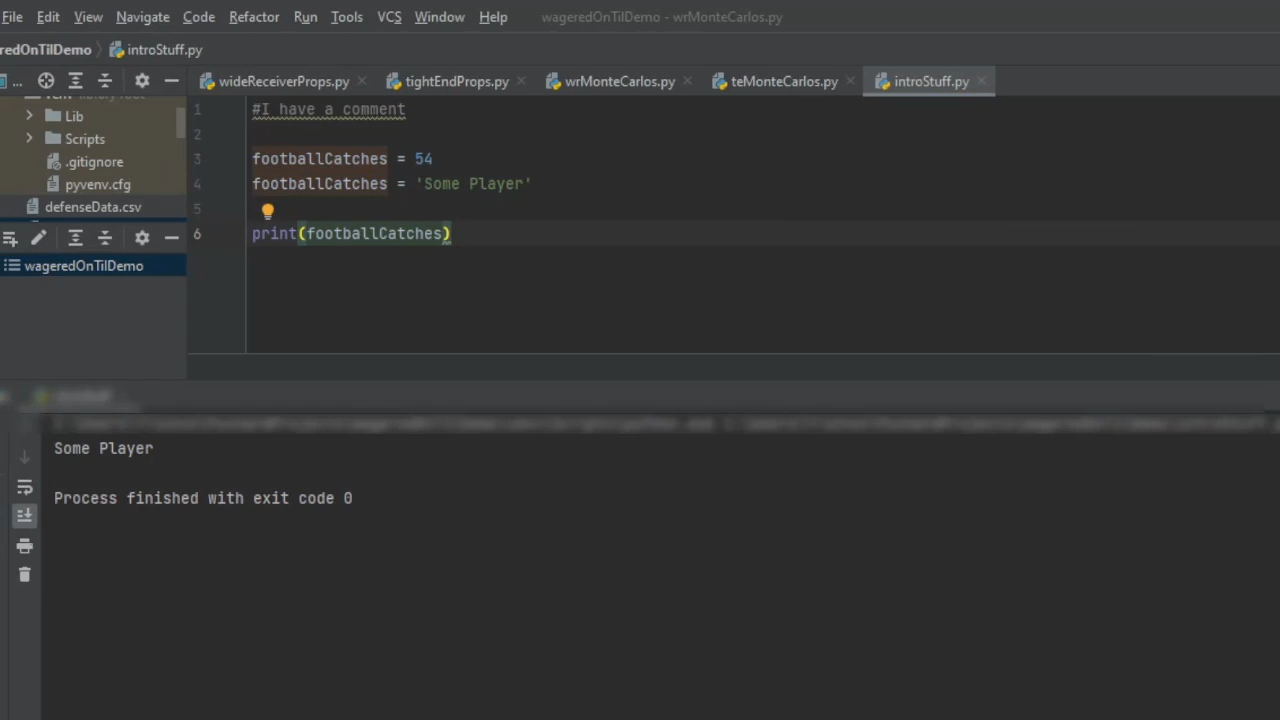 File Edit View Navigate Code Refactor Run Tools VCS Window Help wageredOnTilDemo - wrMonteCarlos.py
redOnTilDemo introStuff.py
... wideReceiverProps.py tightEndProps.py wrMonteCarlos.py teMonteCarlos.py introStuff.py
Lib
Scripts
.gitignore
pyvenv.cfg
defenseData.csv
wageredOnTilDemo
1 #I have a comment
2
3 footballCatches = 54
4 footballCatches = 'Some Player'
5
6 print(footballCatches)
Some Player
Process finished with exit code 0